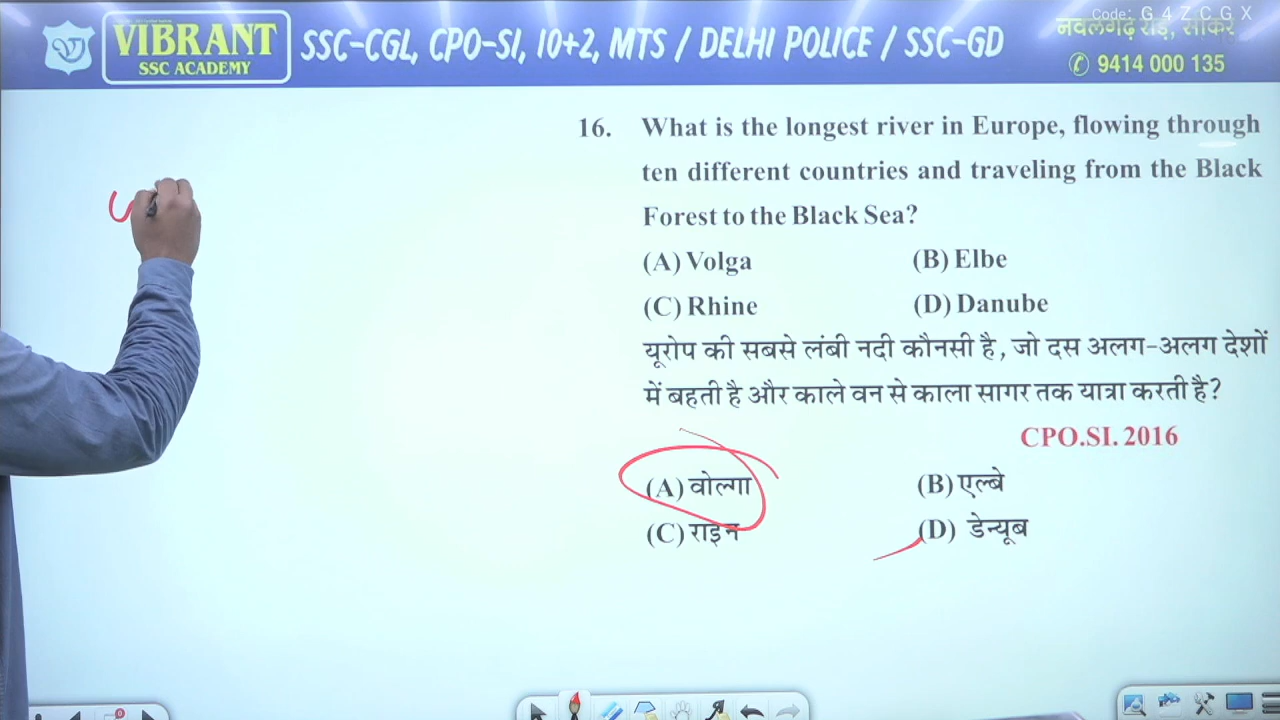 Code: G 4 Z C G X
VIBRANT
SSC ACADEMY
SSC-CGL, CPO-SI, 10+2, MTS / DELHI POLICE / SSC-GD
नवलगढ़ रोड़, सीकर
✆ 9414 000 135
16. What is the longest river in Europe, flowing through
ten different countries and traveling from the Black
Forest to the Black Sea?
(A) Volga (B) Elbe
(C) Rhine (D) Danube
यूरोप की सबसे लंबी नदी कौनसी है, जो दस अलग-अलग देशों
में बहती है और काले वन से काला सागर तक यात्रा करती है?
CPO.SI. 2016
(A) वोल्गा (B) एल्बे
(C) राइन (D) डेन्यूब